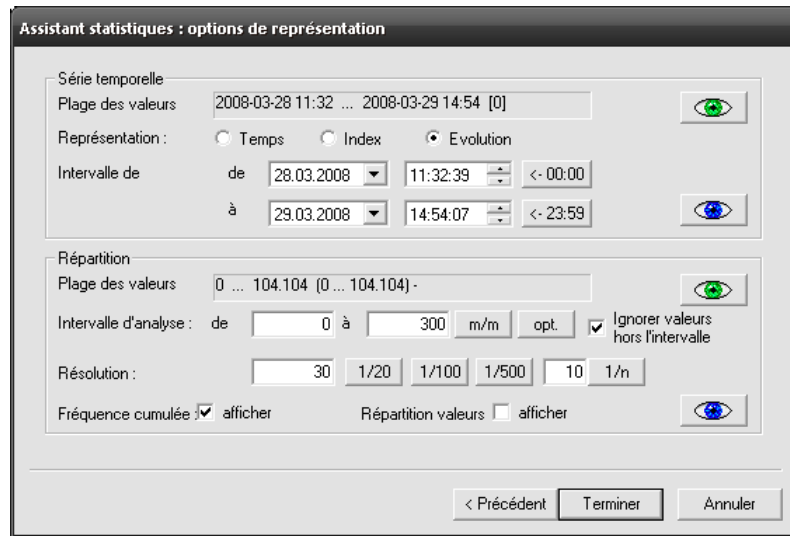 Assistant statistiques : options de représentation
Série temporelle
Plage des valeurs 2008-03-28 11:32 ... 2008-03-29 14:54 [0]
Représentation : Temps Index Evolution
Intervalle de de 28.03.2008 11:32:39 <- 00:00
à 29.03.2008 14:54:07 <- 23:59
Répartition
Plage des valeurs 0 ... 104.104 (0 ... 104.104) -
Intervalle d'analyse : de 0 à 300 m/m opt. Ignorer valeurs
hors l'intervalle
Résolution : 30 1/20 1/100 1/500 10 1/n
Fréquence cumulée : afficher Répartition valeurs afficher
< Précédent Terminer Annuler